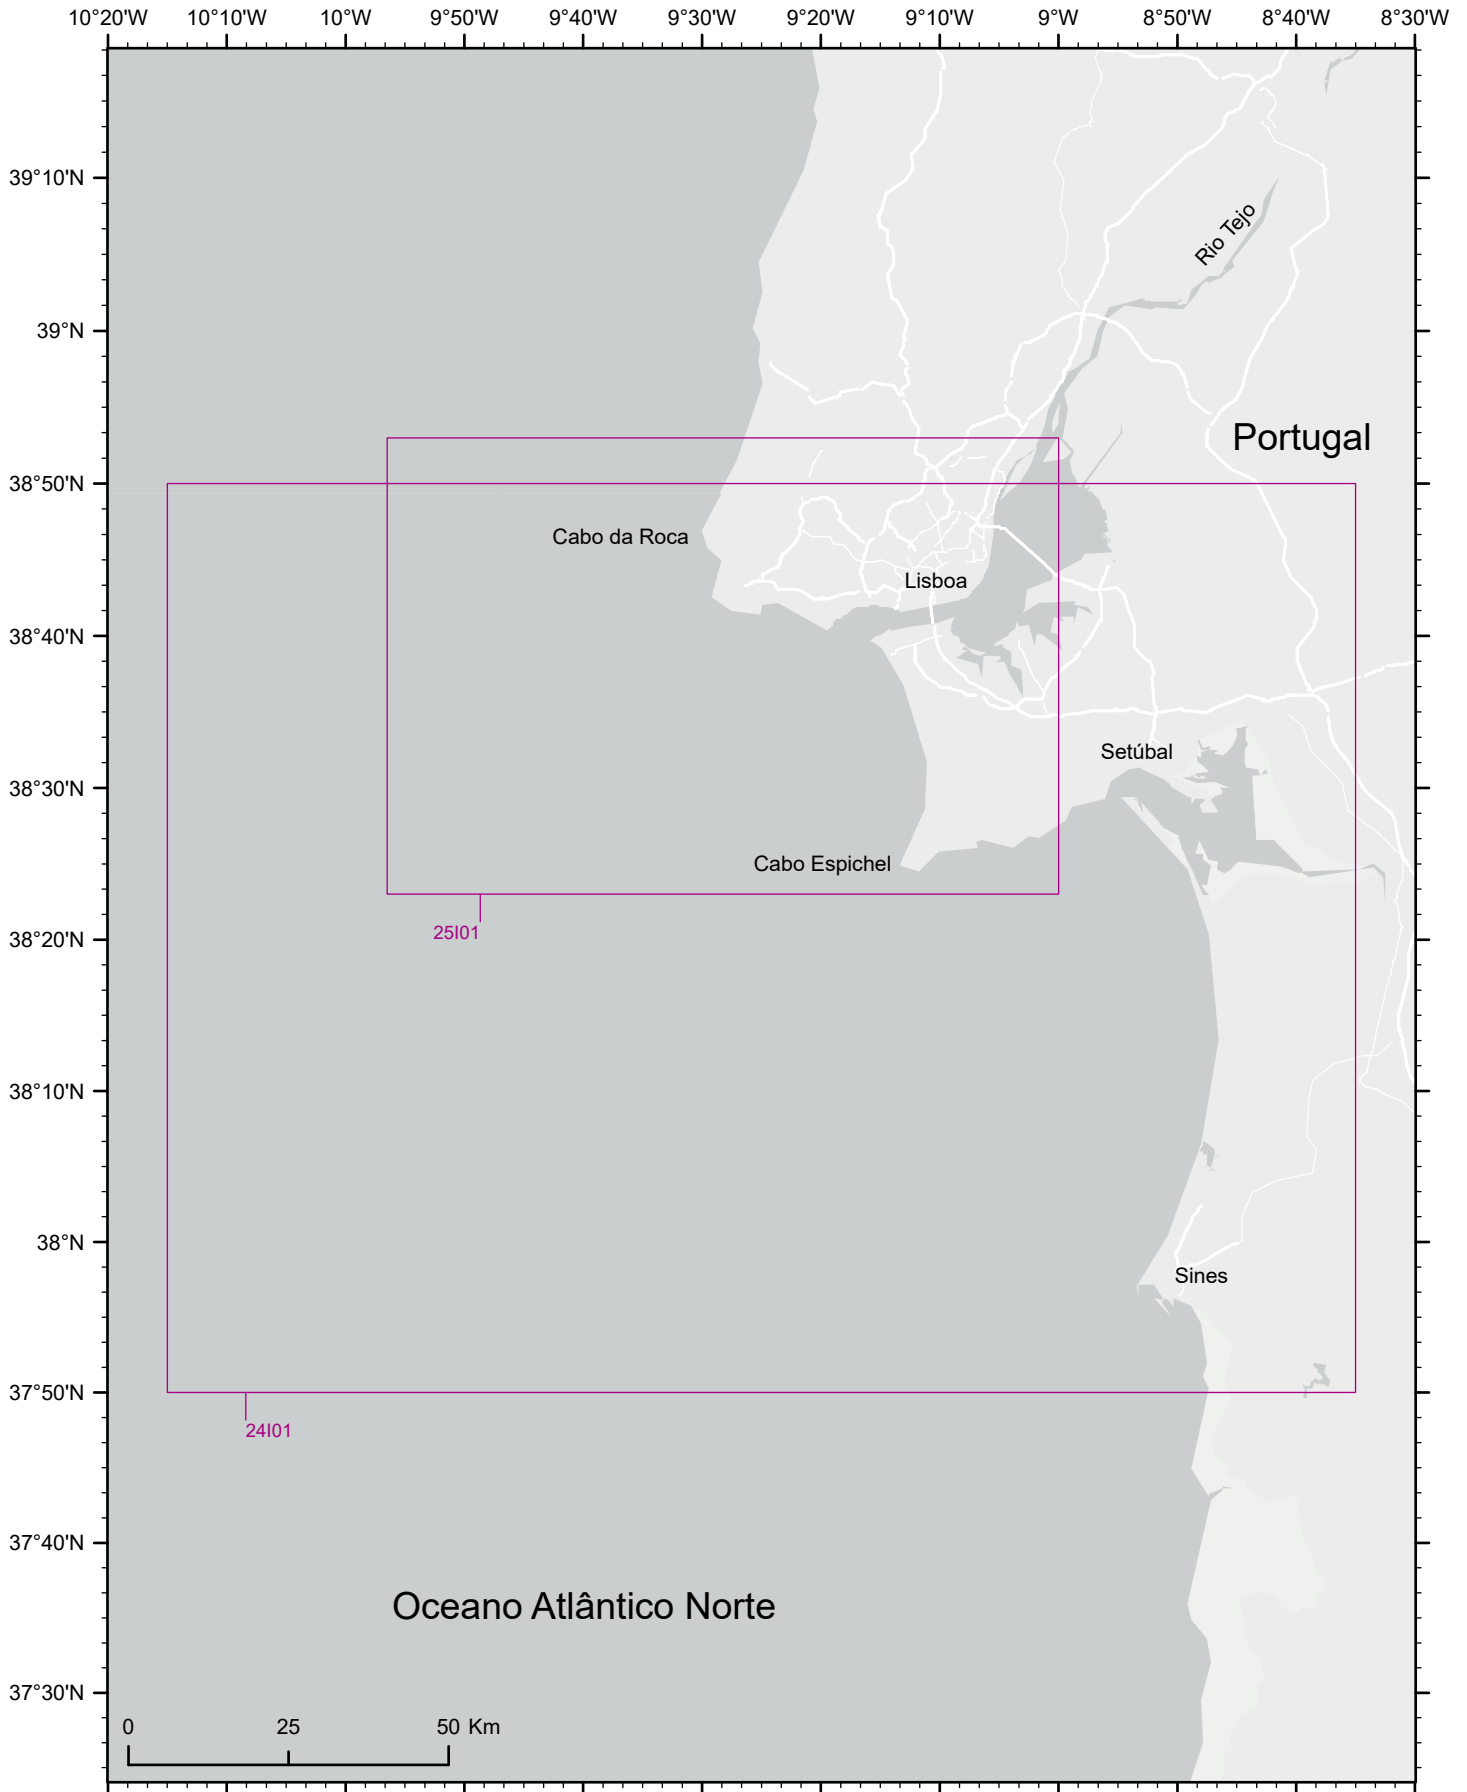 10°20'W 10°10'W 10°W 9°50'W 9°40'W 9°30'W 9°20'W 9°10'W 9°W 8°50'W 8°40'W 8°30'W
39°10'N
Rio Tejo
39°N
Portugal
38°50'N
Cabo da Roca
Lisboa
38°40'N
Setúbal
38°30'N
Cabo Espichel
25I01
38°20'N
38°10'N
38°N
Sines
37°50'N
24I01
37°40'N
Oceano Atlântico Norte
37°30'N
0 25 50 Km